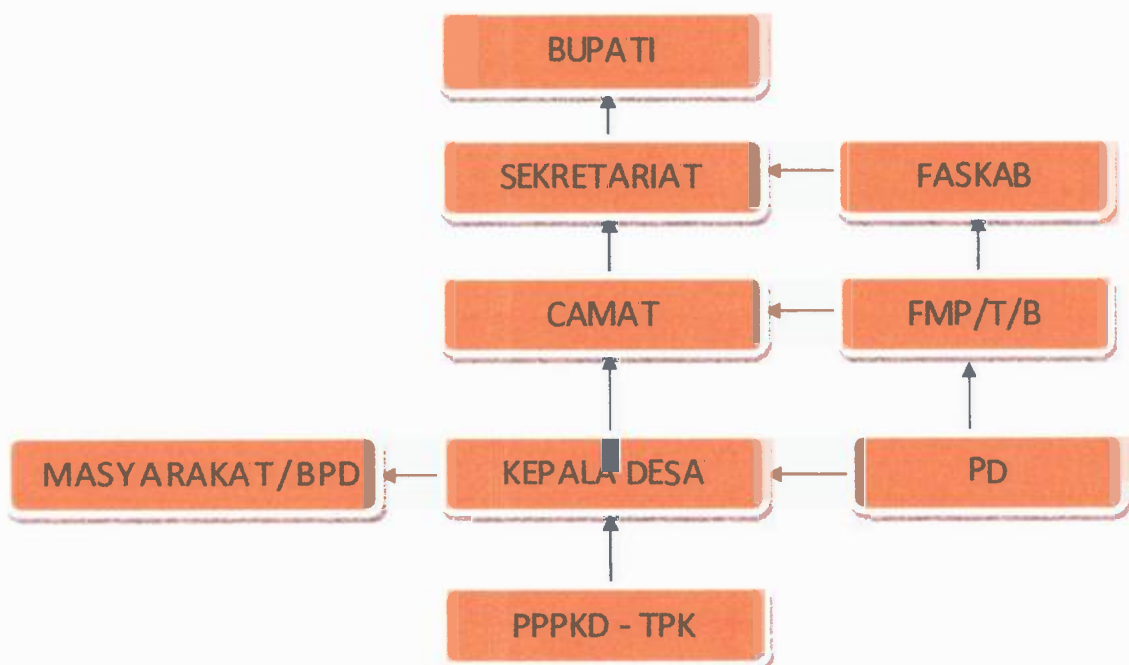 BUPATI
SEKRETARIAT
FASKAB
CAMAT
FMP/T/B
MASYARAKAT/BPD
KEPALA DESA
PD
PPPKD - TPK